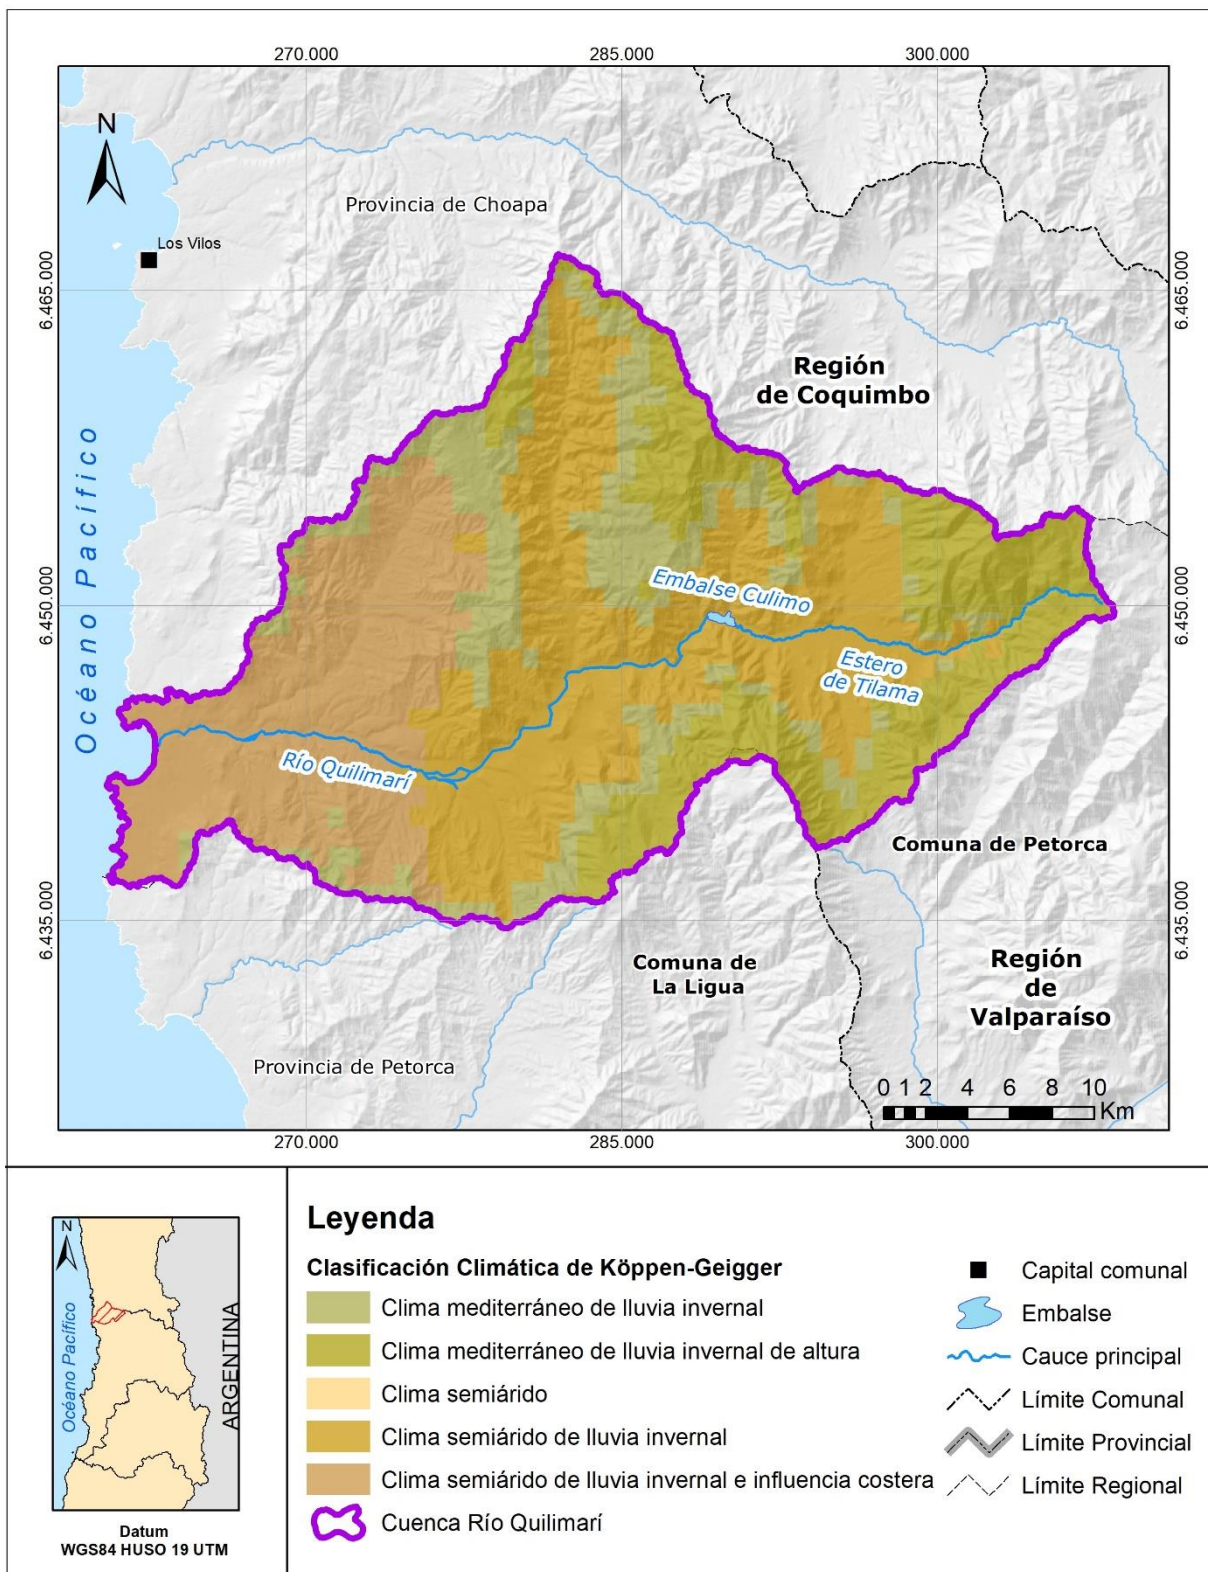 270.000
285.000
300.000
N
Provincia de Choapa
Los Vilos
6.465.000
6.465.000
Región
de Coquimbo
Océano Pacífico
6.450.000
6.450.000
Embalse Culimo
Estero
de Tilama
Río Quilimarí
Comuna de Petorca
6.435.000
6.435.000
Comuna de
La Ligua
Región
de
Valparaíso
Provincia de Petorca
0 1 2 4 6 8 10
Km
270.000
285.000
300.000
N
Océano Pacífico
ARGENTINA
Datum
WGS84 HUSO 19 UTM
Leyenda
Clasificación Climática de Köppen-Geigger
Clima mediterráneo de lluvia invernal
Clima mediterráneo de lluvia invernal de altura
Clima semiárido
Clima semiárido de lluvia invernal
Clima semiárido de lluvia invernal e influencia costera
Cuenca Río Quilimarí
Capital comunal
Embalse
Cauce principal
Límite Comunal
Límite Provincial
Límite Regional